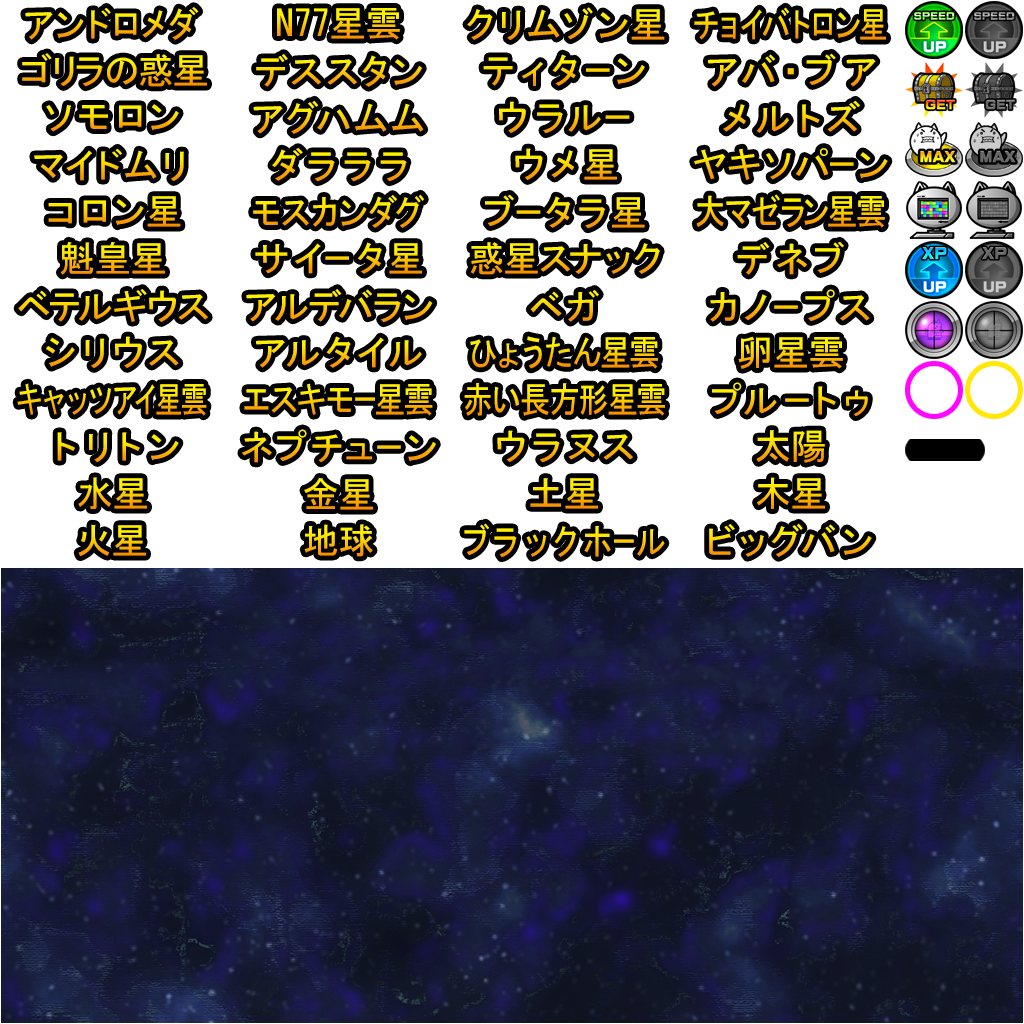 アンドロメダ N77星雲 クリムゾン星 チョイバトロン星
ゴリラの惑星 デススタン ティターン アバ・ブア
ソモロン アグハムム ウラルー メルトズ
マイドムリ ダラララ ウメ星 ヤキソパーン
コロン星 モスカンダグ ブータラ星 大マゼラン星雲
魁皇星 サイータ星 惑星スナック デネブ
ベテルギウス アルデバラン ベガ カノープス
シリウス アルタイル ひょうたん星雲 卵星雲
キャッツアイ星雲 エスキモー星雲 赤い長方形星雲 プルートゥ
トリトン ネプチューン ウラヌス 太陽
水星 金星 土星 木星
火星 地球 ブラックホール ビッグバン
SPEED UP SPEED UP
GET GET
MAX MAX
XP UP XP UP